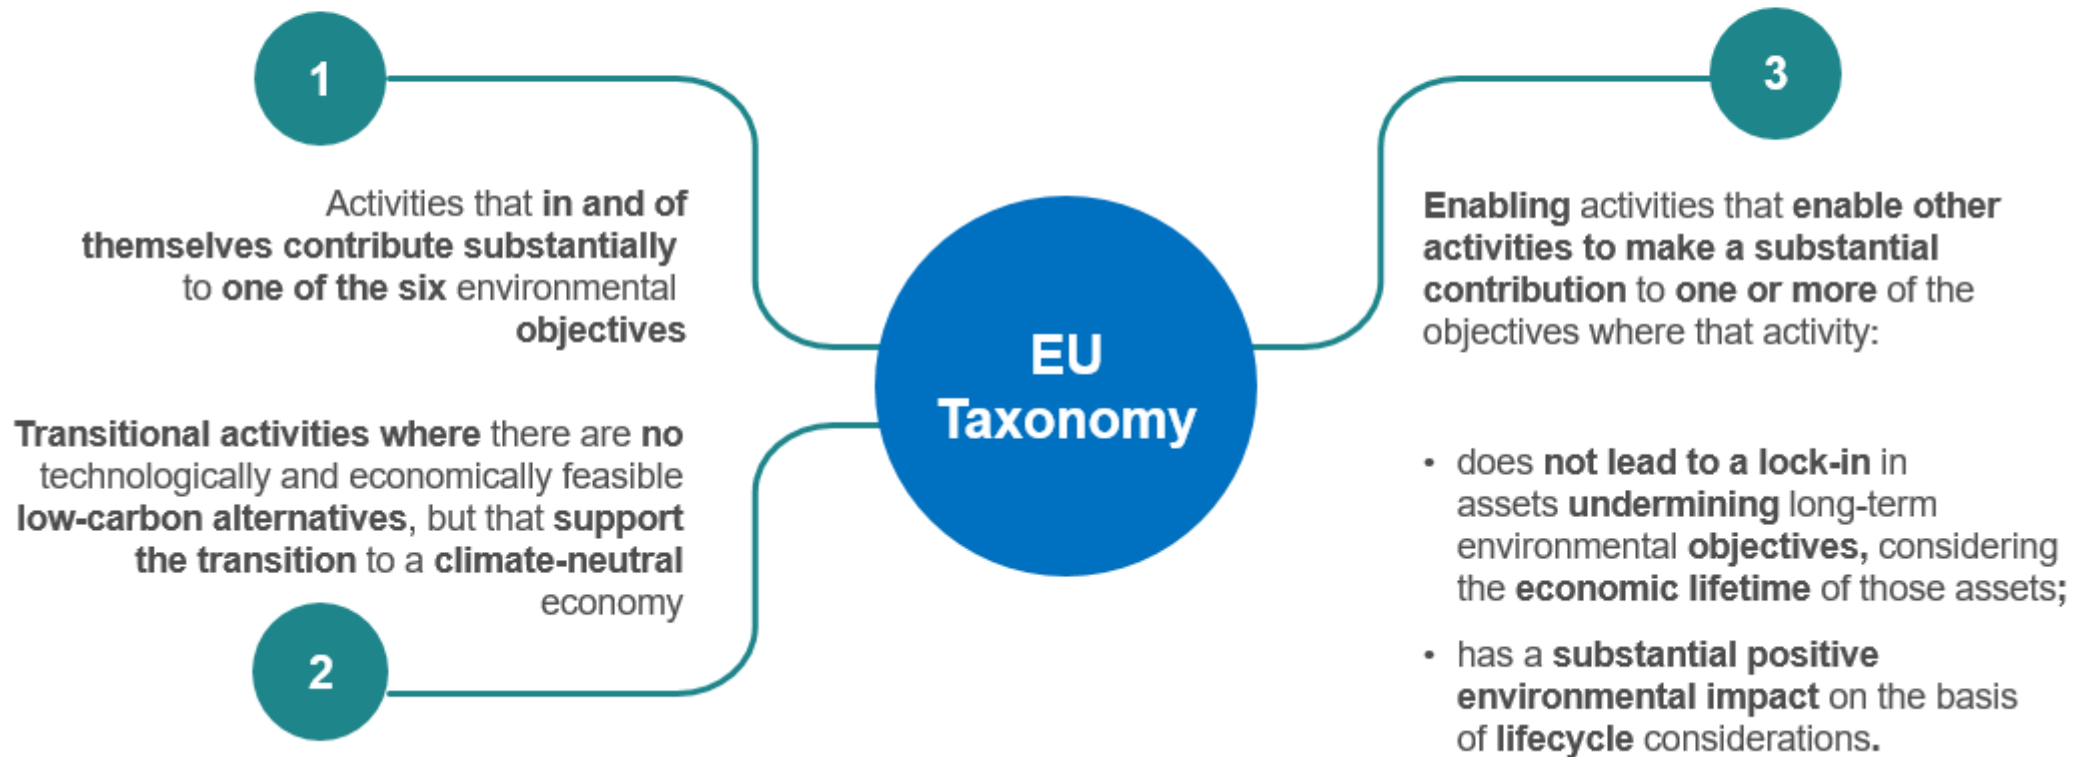 1
Activities that in and of
themselves contribute substantially
to one of the six environmental
objectives
Transitional activities where there are no
technologically and economically feasible
low-carbon alternatives, but that support
the transition to a climate-neutral
economy
2
EU
Taxonomy
3
Enabling activities that enable other
activities to make a substantial
contribution to one or more of the
objectives where that activity:
• does not lead to a lock-in in
assets undermining long-term
environmental objectives, considering
the economic lifetime of those assets;
• has a substantial positive
environmental impact on the basis
of lifecycle considerations.